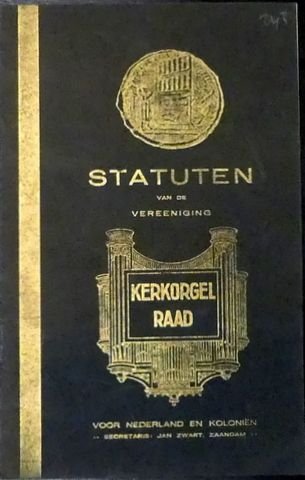 STATUTEN
VAN DE
VEREENIGING
KERKORGEL
RAAD
VOOR NEDERLAND EN KOLONIËN
SECRETARIS: JAN ZWART, ZAANDAM